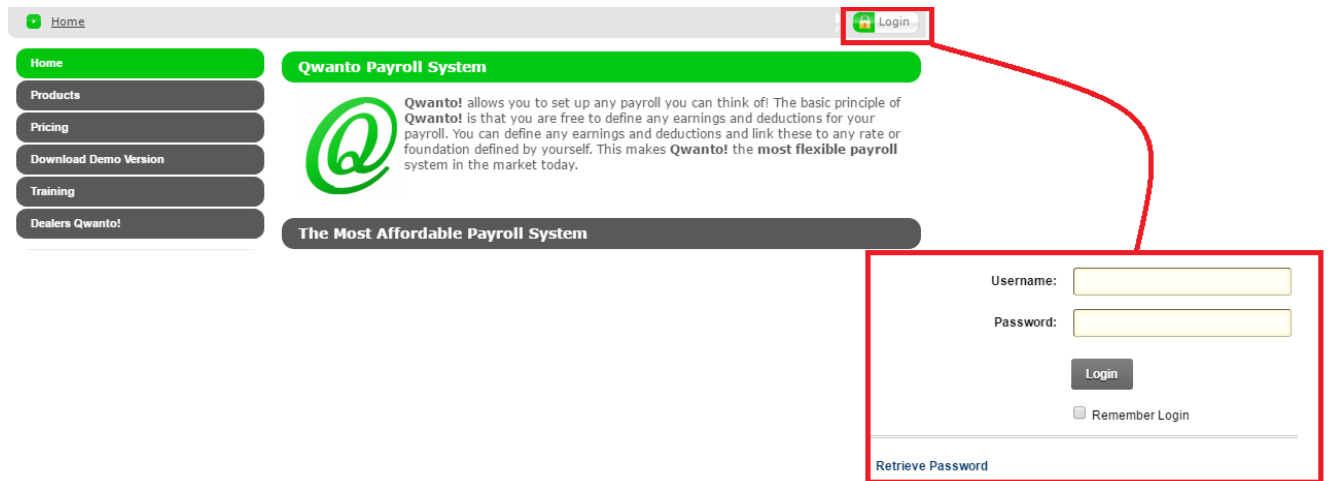 Home
Login
Home
Products
Pricing
Download Demo Version
Training
Dealers Qwanto!
Qwanto Payroll System
Qwanto! allows you to set up any payroll you can think of! The basic principle of
Qwanto! is that you are free to define any earnings and deductions for your
payroll. You can define any earnings and deductions and link these to any rate or
foundation defined by yourself. This makes Qwanto! the most flexible payroll
system in the market today.
The Most Affordable Payroll System
Username:
Password:
Login
Remember Login
Retrieve Password